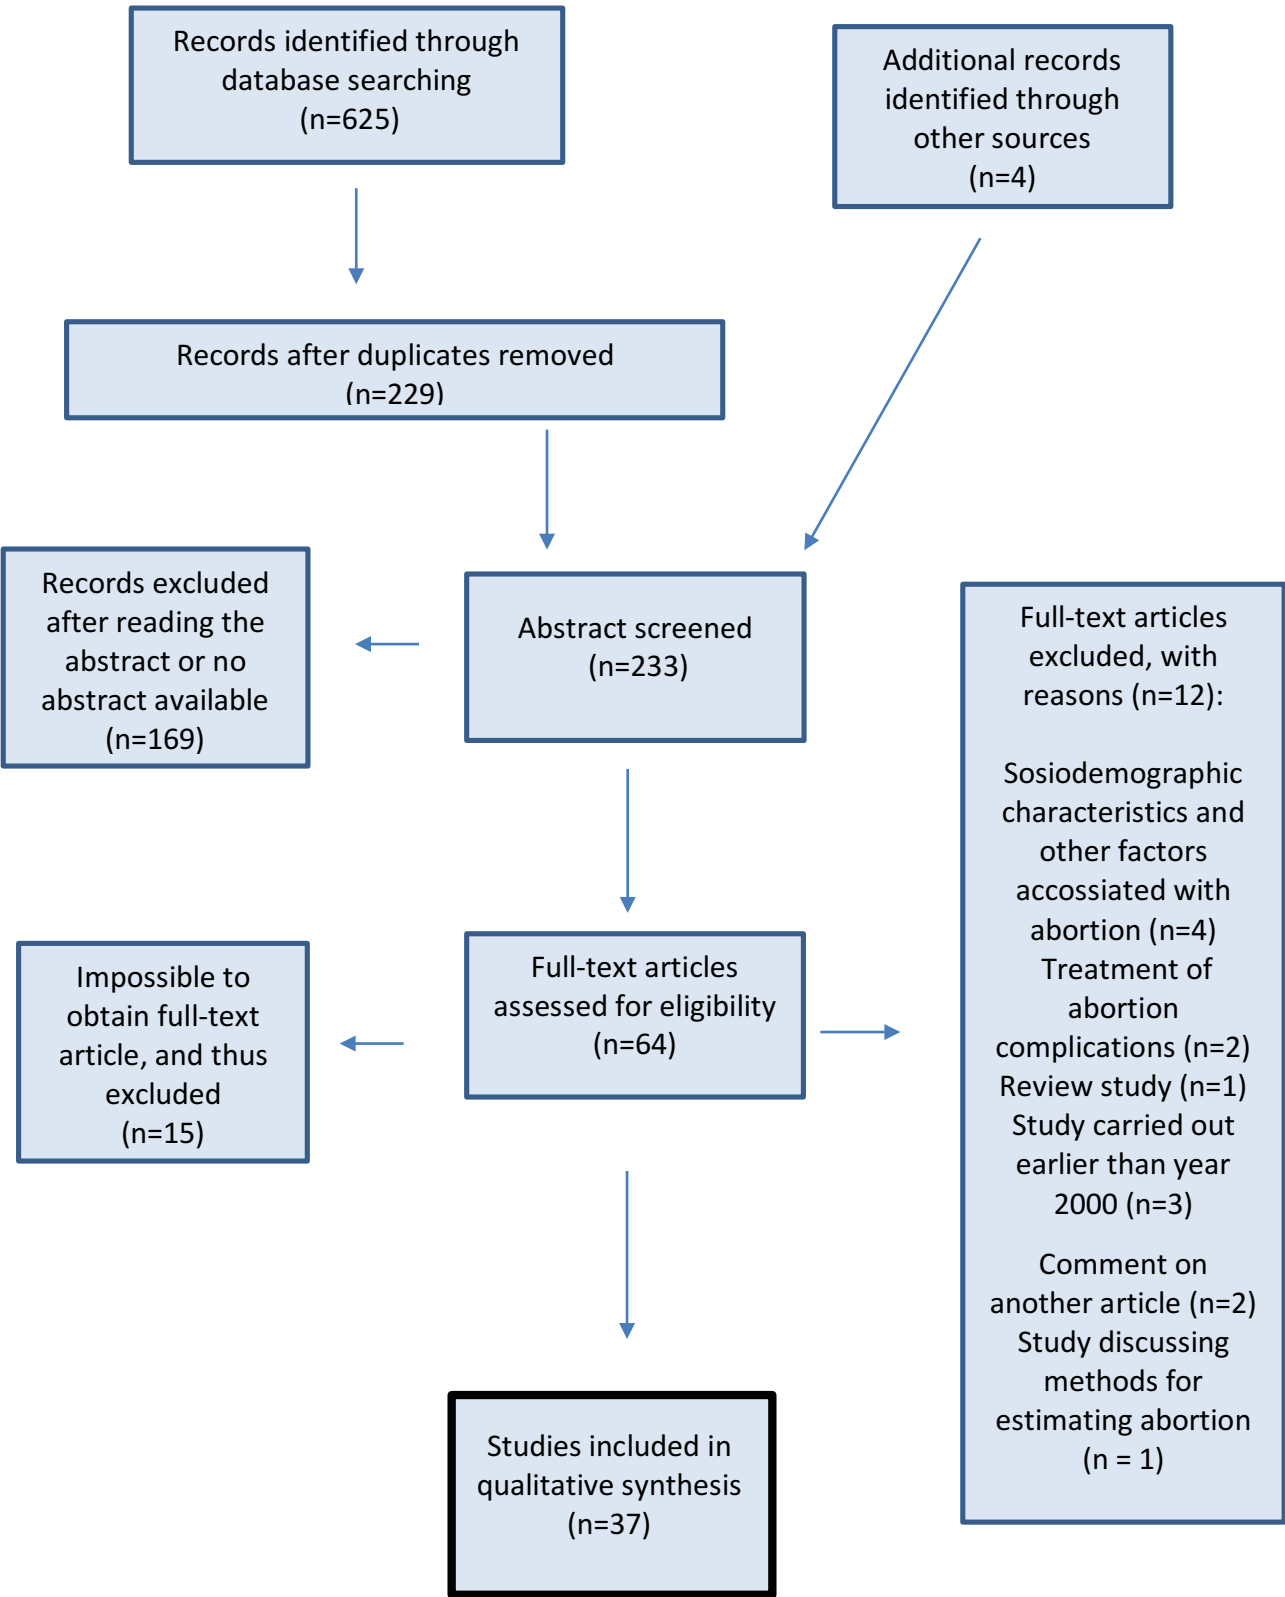 Records identified through
database searching
(n=625)
Additional records
identified through
other sources
(n=4)
Records after duplicates removed
(n=229)
Records excluded
after reading the
abstract or no
abstract available
(n=169)
Abstract screened
(n=233)
Full-text articles
excluded, with
reasons (n=12):
Sosiodemographic
characteristics and
other factors
accossiated with
abortion (n=4)
Treatment of
abortion
complications (n=2)
Review study (n=1)
Study carried out
earlier than year
2000 (n=3)
Comment on
another article (n=2)
Study discussing
methods for
estimating abortion
(n = 1)
Impossible to
obtain full-text
article, and thus
excluded
(n=15)
Full-text articles
assessed for eligibility
(n=64)
Studies included in
qualitative synthesis
(n=37)